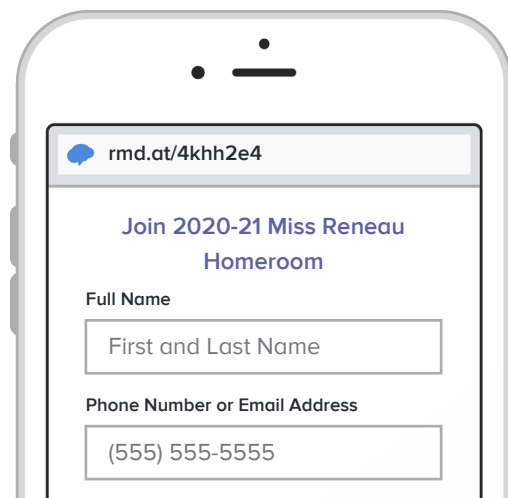 rmd.at/4khh2e4
Join 2020-21 Miss Reneau
Homeroom
Full Name
First and Last Name
Phone Number or Email Address
(555) 555-5555